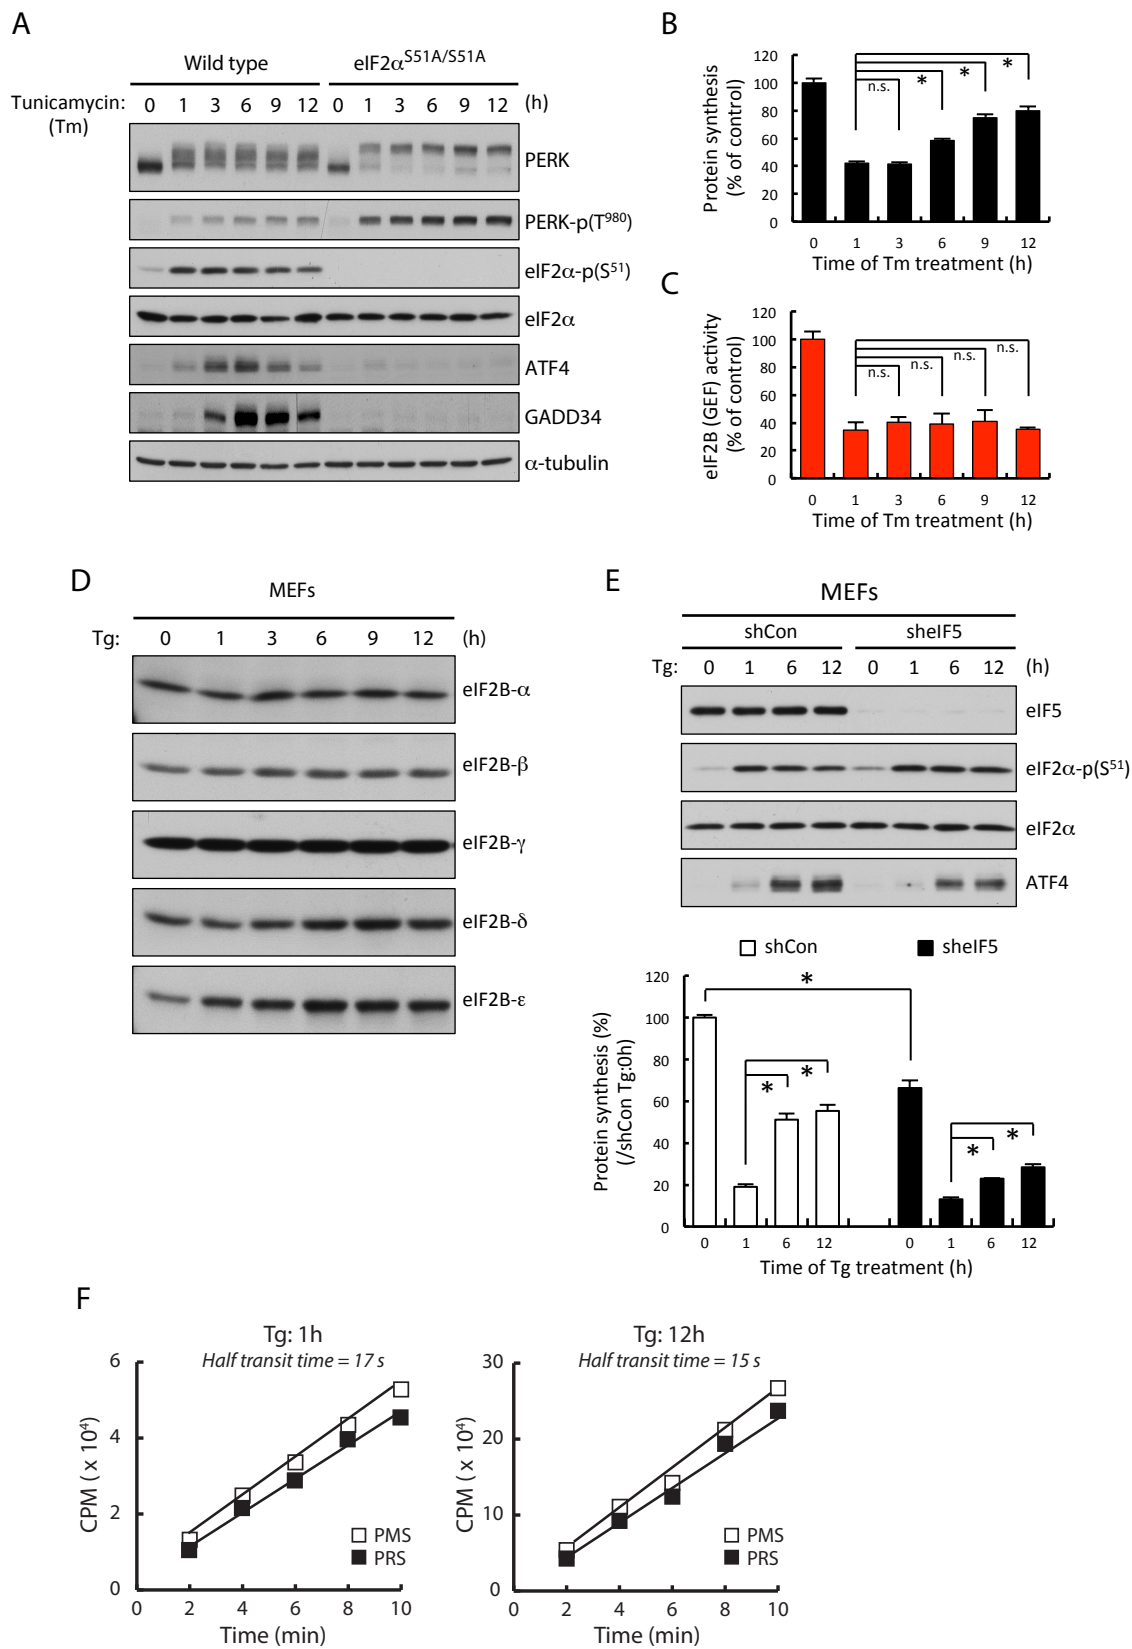 A
Wild type
eIF2α^S51A/S51A
Tunicamycin:
(Tm)
0 1 3 6 9 12 0 1 3 6 9 12 (h)
PERK
PERK-p(T^980)
eIF2α-p(S^51)
eIF2α
ATF4
GADD34
α-tubulin
B
Protein synthesis
(% of control)
120
100
80
60
40
20
0
n.s.
*
*
*
0 1 3 6 9 12
Time of Tm treatment (h)
C
eIF2B (GEF) activity
(% of control)
120
100
80
60
40
20
0
n.s.
n.s.
n.s.
n.s.
0 1 3 6 9 12
Time of Tm treatment (h)
D
MEFs
Tg: 0 1 3 6 9 12 (h)
eIF2B-α
eIF2B-β
eIF2B-γ
eIF2B-δ
eIF2B-ε
E
MEFs
shCon sheIF5
Tg: 0 1 6 12 0 1 6 12 (h)
eIF5
eIF2α-p(S^51)
eIF2α
ATF4
shCon sheIF5
Protein synthesis (%)
(/shCon Tg:0h)
120
100
80
60
40
20
0
*
*
*
*
*
0 1 6 12 0 1 6 12
Time of Tg treatment (h)
F
Tg: 1h
Half transit time = 17 s
CPM ( x 10^4)
6
4
2
0
PMS
PRS
0 2 4 6 8 10
Time (min)
Tg: 12h
Half transit time = 15 s
CPM ( x 10^4)
30
20
10
0
PMS
PRS
0 2 4 6 8 10
Time (min)